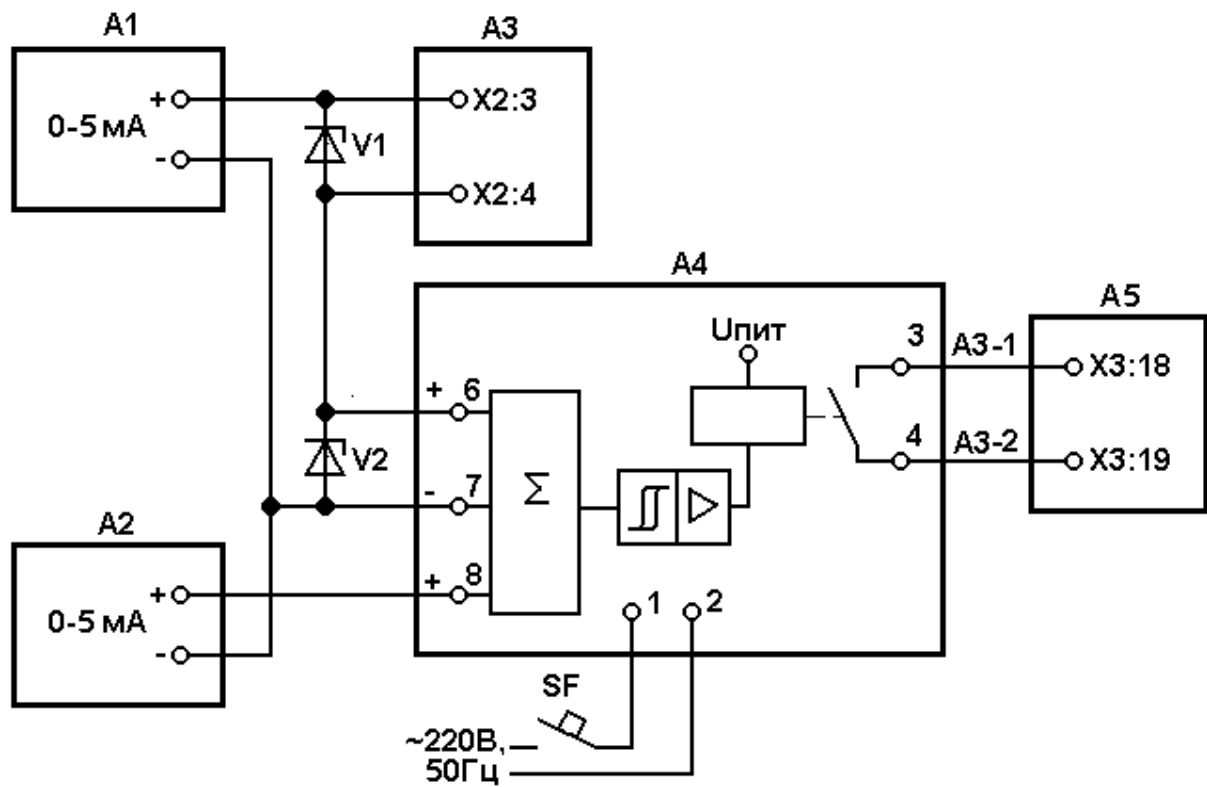 A1
+
0-5 мА
-
A3
X2:3
V1
X2:4
A4
Uпит
3
A3-1
A5
X3:18
+ 6
4
A3-2
X3:19
V2
- 7
Σ
A2
+
0-5 мА
-
+ 8
1
2
SF
~220В,
50Гц